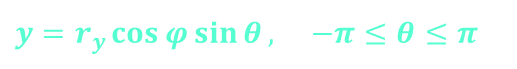 y = r_y cos φ sin θ ,   −π ≤ θ ≤ π